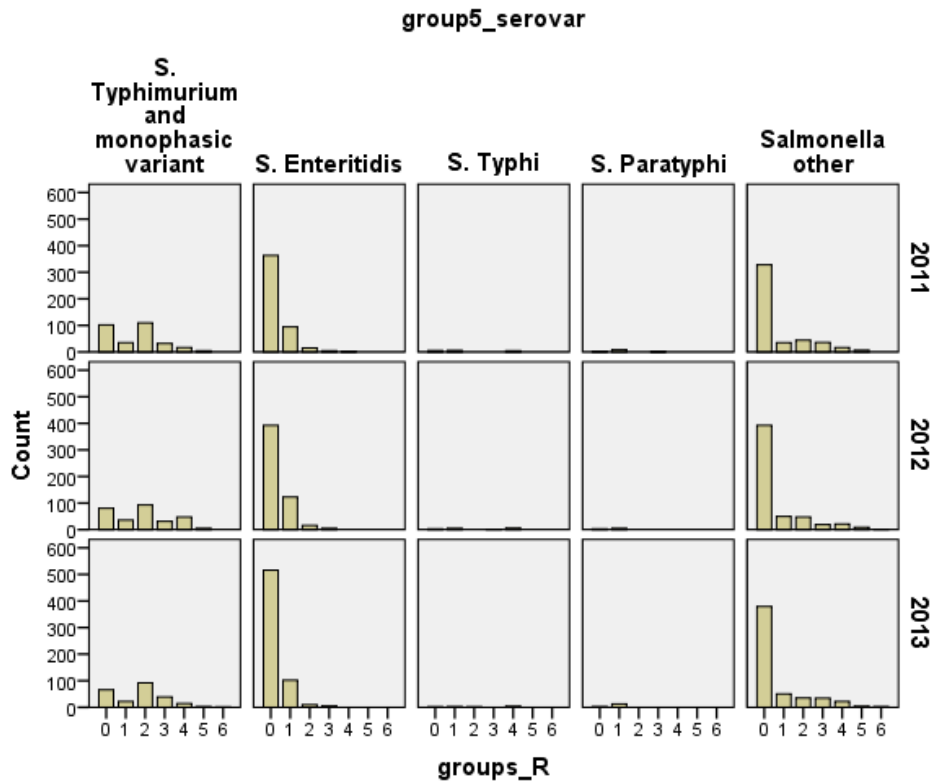 group5_serovar
S.
Typhimurium
and
monophasic
variant
S. Enteritidis
S. Typhi
S. Paratyphi
Salmonella
other
600
500
400
300
200
100
0
2011
600
500
400
300
200
100
0
2012
Count
600
500
400
300
200
100
0
2013
0 1 2 3 4 5 6
0 1 2 3 4 5 6
0 1 2 3 4 5 6
0 1 2 3 4 5 6
0 1 2 3 4 5 6
groups_R